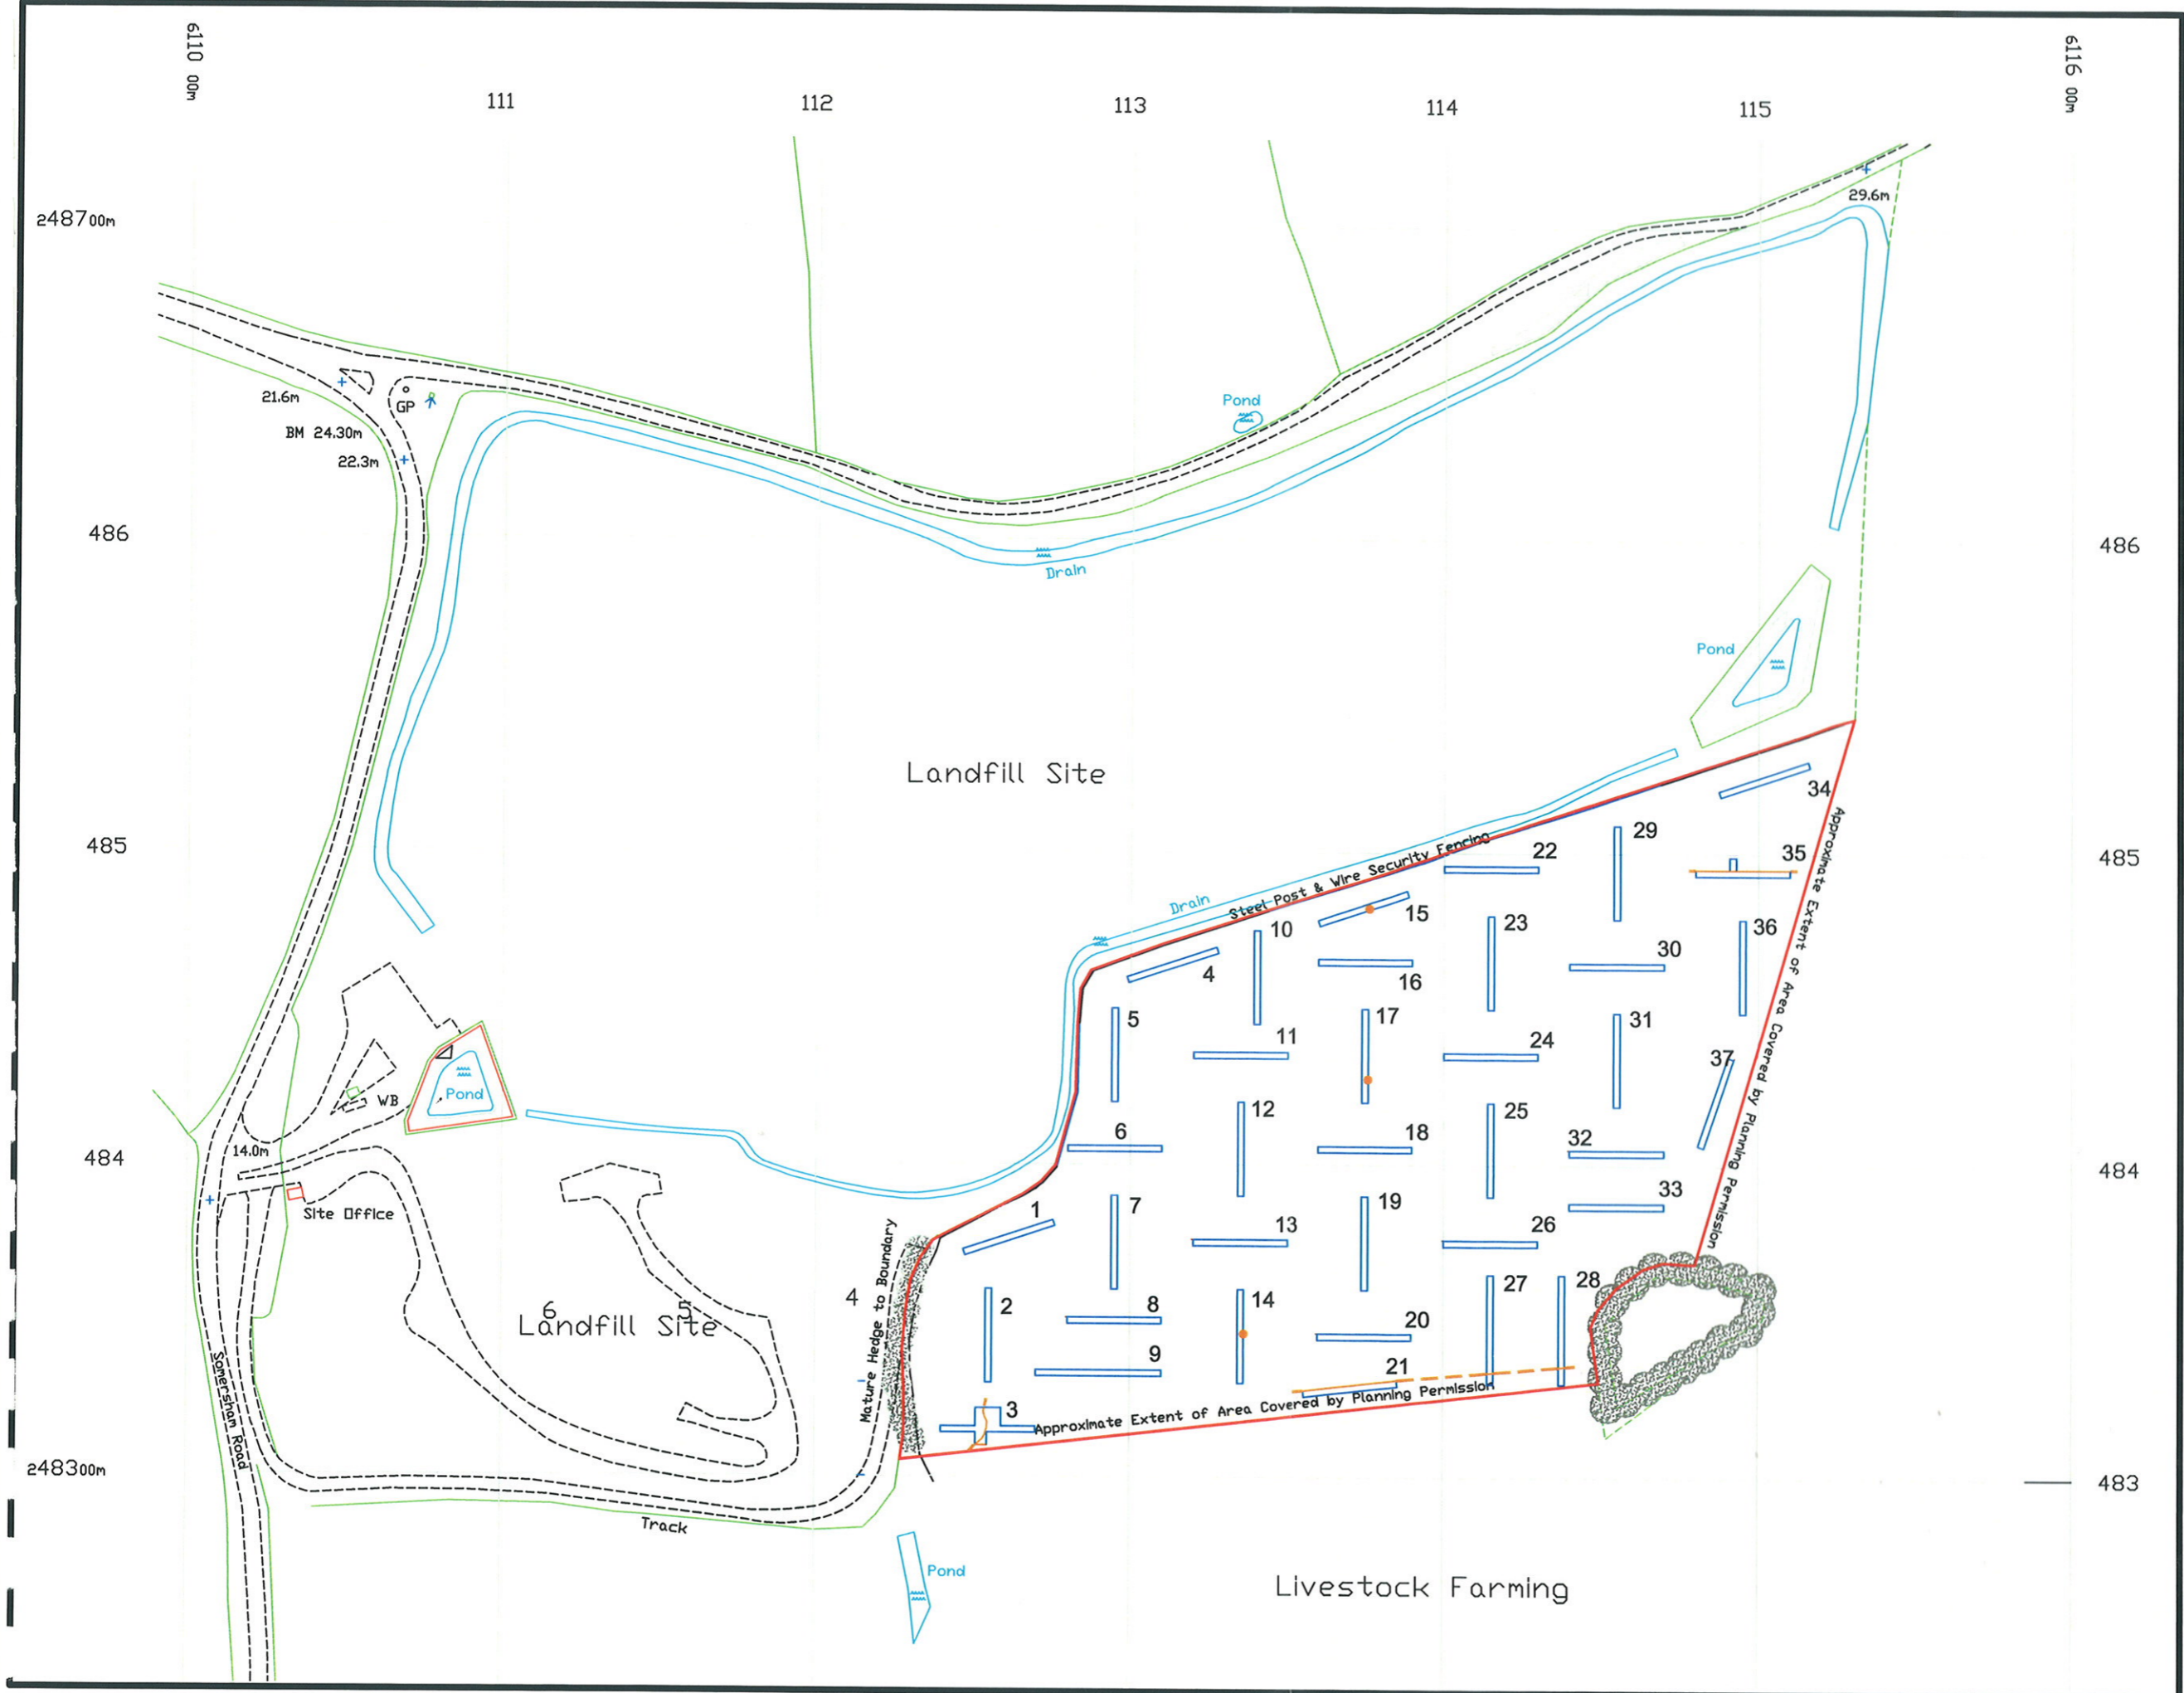 6110 00m
111
112
113
114
115
6116 00m
248700m
29.6m
21.6m
GP
BM 24.30m
22.3m
Pond
486
486
Drain
Pond
Landfill Site
34
485
485
29
22
35
Steel Post & Wire Security Fencing
Drain
15
10
23
36
30
4
16
5
17
31
11
24
37
Pond
WB
12
25
6
18
32
14.0m
484
484
33
Site Office
1
7
19
13
26
Approximate Extent of Area Covered by Planning Permission
4
Mature Hedge to Boundary
6
5
Landfill Site
2
8
14
27
28
20
9
21
3
Approximate Extent of Area Covered by Planning Permission
Somersham Road
248300m
483
Track
Pond
Livestock Farming